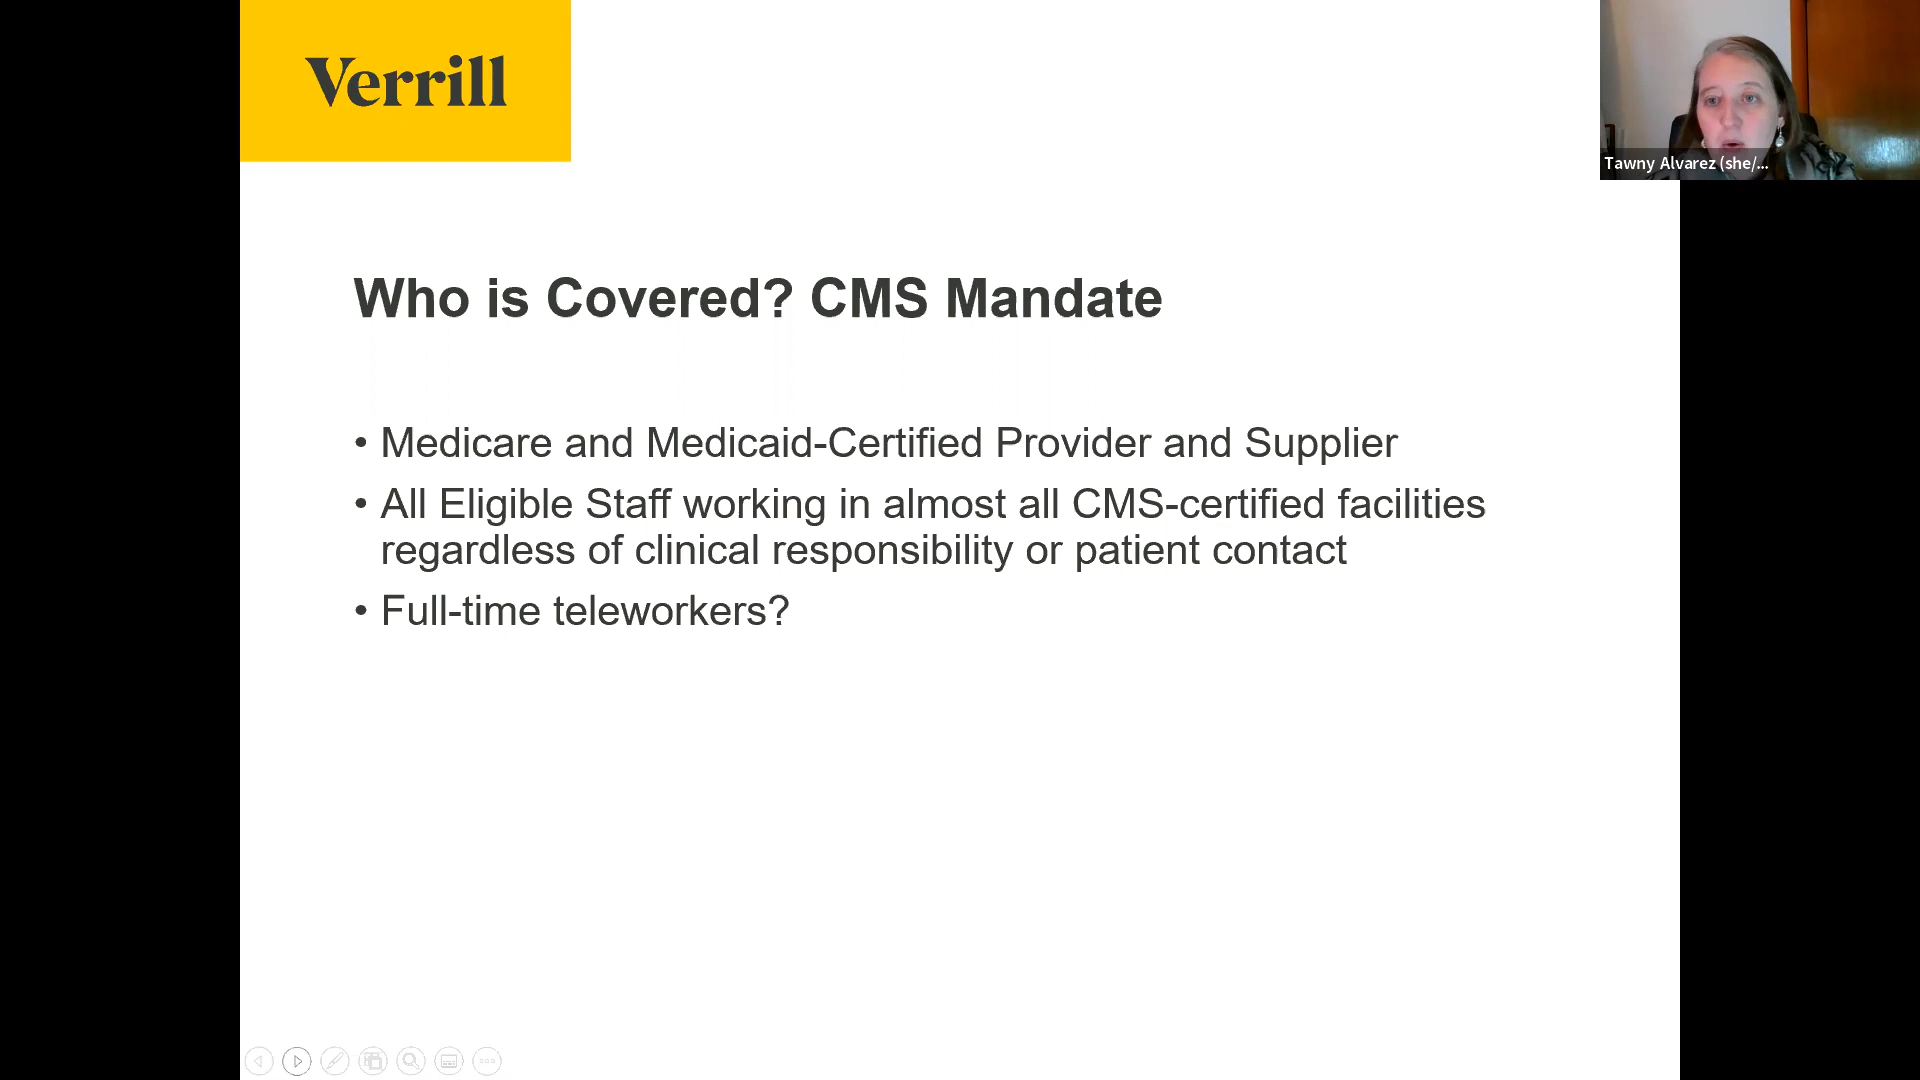 Verrill
Tawny Alvarez (she/...
Who is Covered? CMS Mandate
• Medicare and Medicaid-Certified Provider and Supplier
• All Eligible Staff working in almost all CMS-certified facilities
regardless of clinical responsibility or patient contact
• Full-time teleworkers?